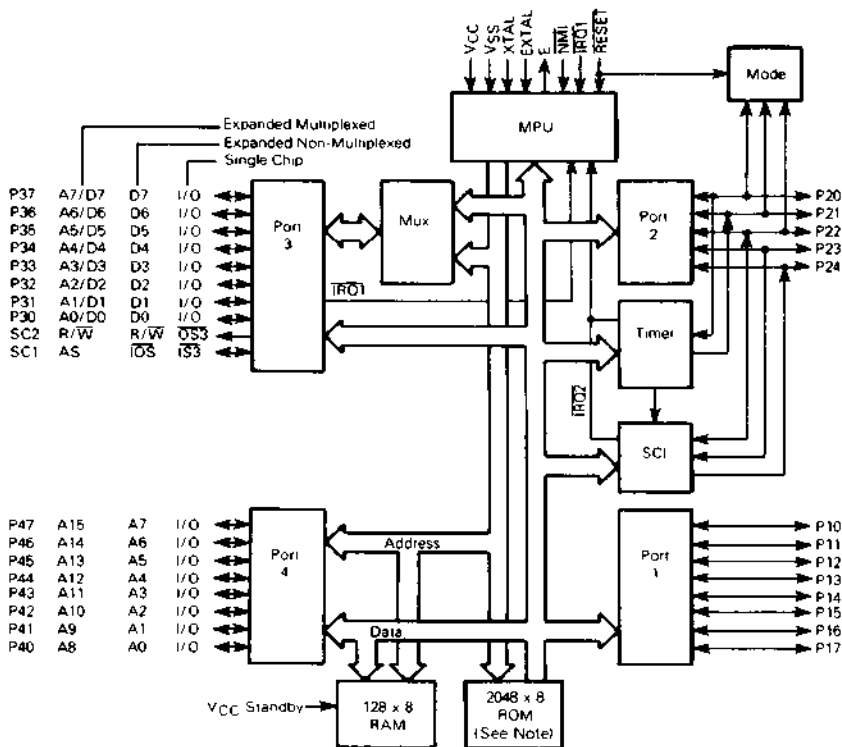 VCC VSS XTAL EXTAL E NMI IRQ1 RESET
Mode
MPU
Expanded Multiplexed
Expanded Non-Multiplexed
Single Chip
P37 A7/D7 D7 I/O
P36 A6/D6 D6 I/O
P35 A5/D5 D5 I/O
P34 A4/D4 D4 I/O
P33 A3/D3 D3 I/O
P32 A2/D2 D2 I/O
P31 A1/D1 D1 I/O
P30 A0/D0 D0 I/O
SC2 R/W R/W OS3
SC1 AS IOS IS3
Port
3
Mux
IRQ1
Port
2
P20
P21
P22
P23
P24
Timer
IRQ2
SCI
P47 A15 A7 I/O
P46 A14 A6 I/O
P45 A13 A5 I/O
P44 A12 A4 I/O
P43 A11 A3 I/O
P42 A10 A2 I/O
P41 A9 A1 I/O
P40 A8 A0 I/O
Port
4
Address
Data
Port
1
P10
P11
P12
P13
P14
P15
P16
P17
VCC Standby
128 x 8
RAM
2048 x 8
ROM
(See Note)